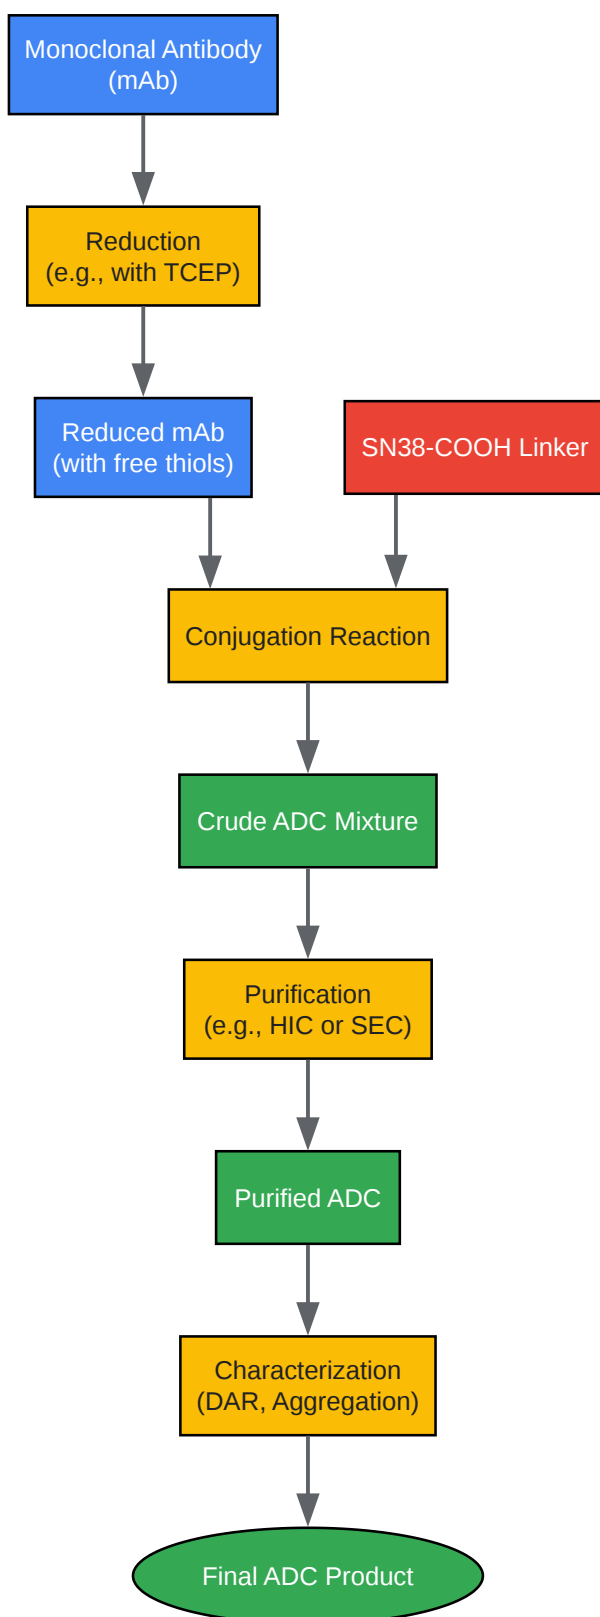 Monoclonal Antibody
(mAb)
Reduction
(e.g., with TCEP)
Reduced mAb
(with free thiols)
SN38-COOH Linker
Conjugation Reaction
Crude ADC Mixture
Purification
(e.g., HIC or SEC)
Purified ADC
Characterization
(DAR, Aggregation)
Final ADC Product